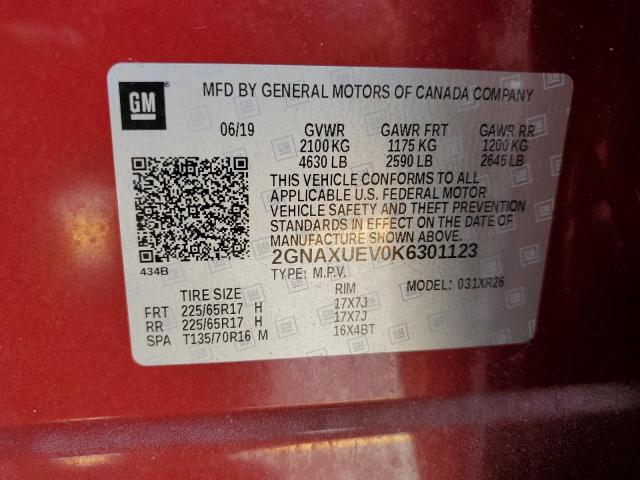 GM
MFD BY GENERAL MOTORS OF CANADA COMPANY
06/19 GVWR GAWR FRT GAWR RR
2100 KG 1175 KG 1200 KG
4630 LB 2590 LB 2645 LB
THIS VEHICLE CONFORMS TO ALL
APPLICABLE U.S. FEDERAL MOTOR
VEHICLE SAFETY AND THEFT PREVENTION
STANDARDS IN EFFECT ON THE DATE OF
MANUFACTURE SHOWN ABOVE.
434B
2GNAXUEV0K6301123
TYPE: M.P.V. MODEL: 031XR26
TIRE SIZE RIM
FRT 225/65R17 H 17X7J
RR 225/65R17 H 17X7J
SPA T135/70R16 M 16X4BT